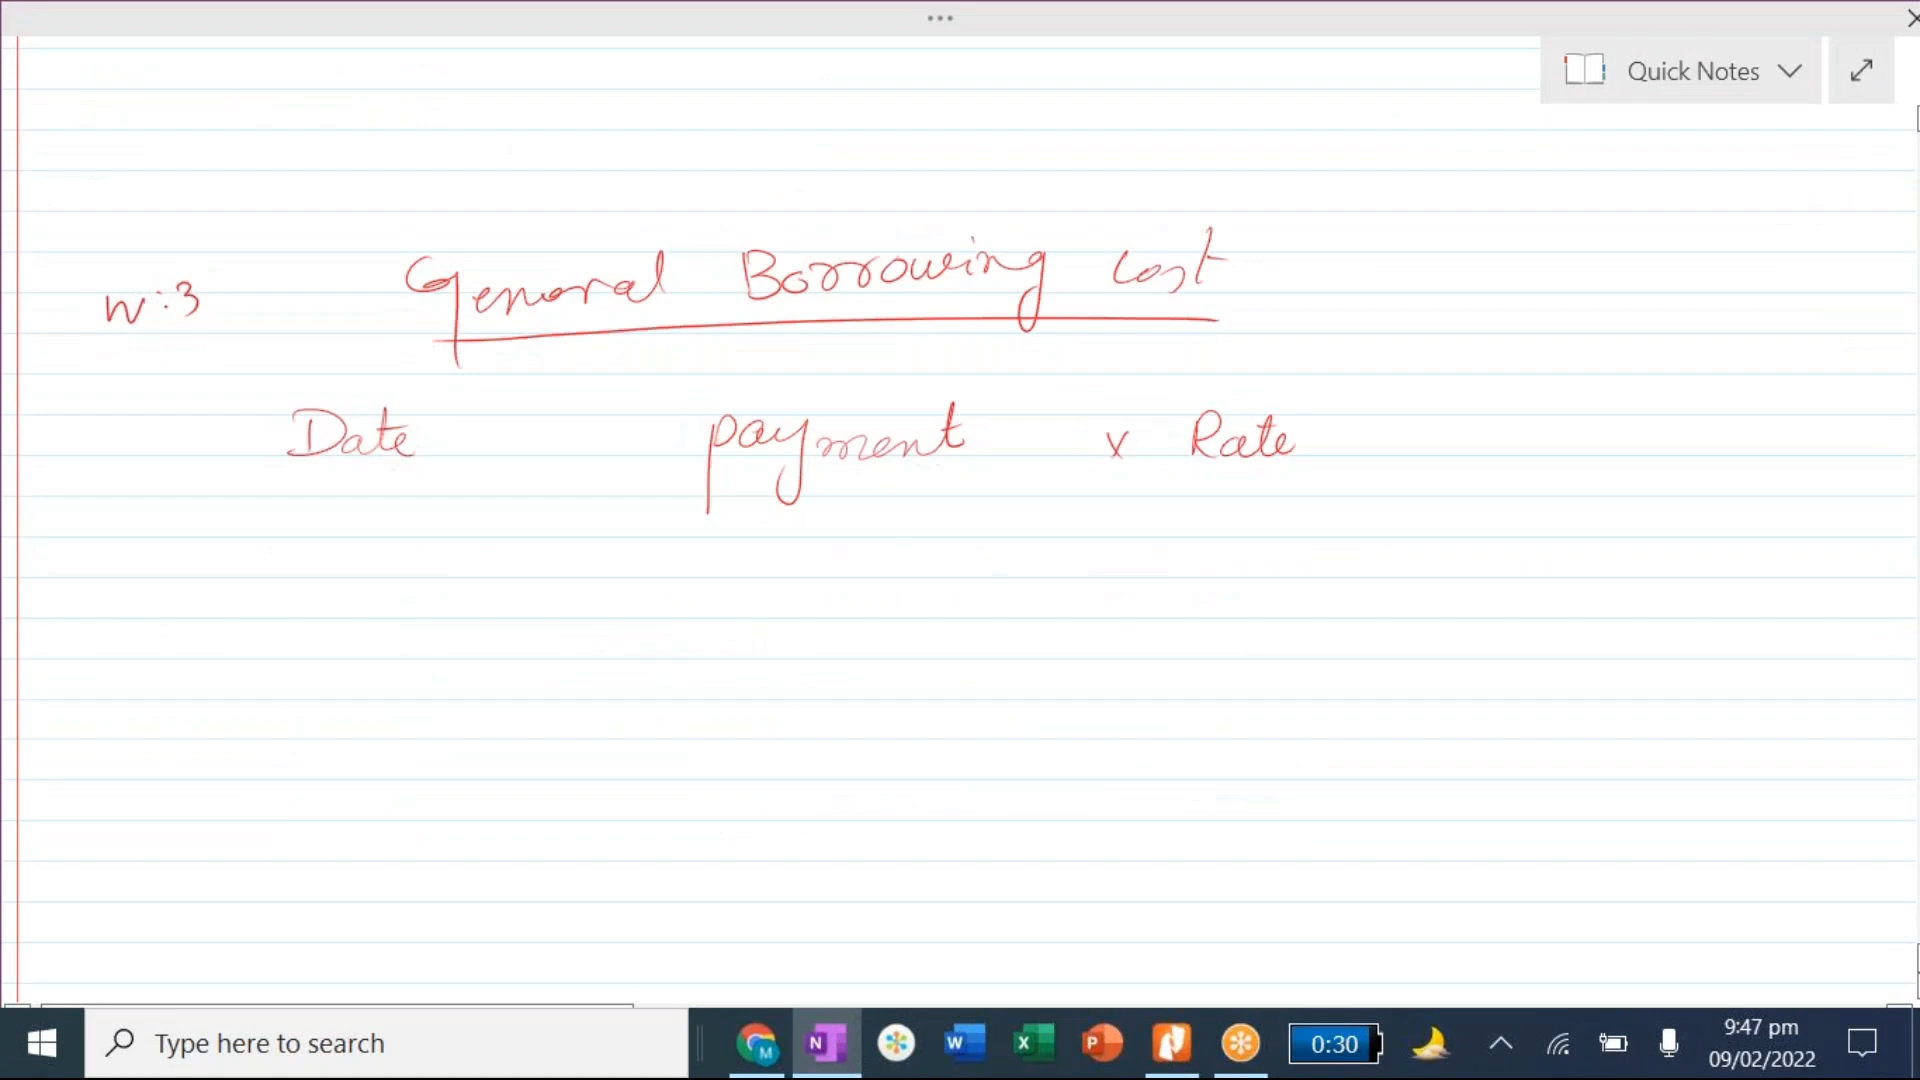 Quick Notes
W:3 General Borrowing Cost
Date payment x Rate
Type here to search
0:30
9:47 pm
09/02/2022